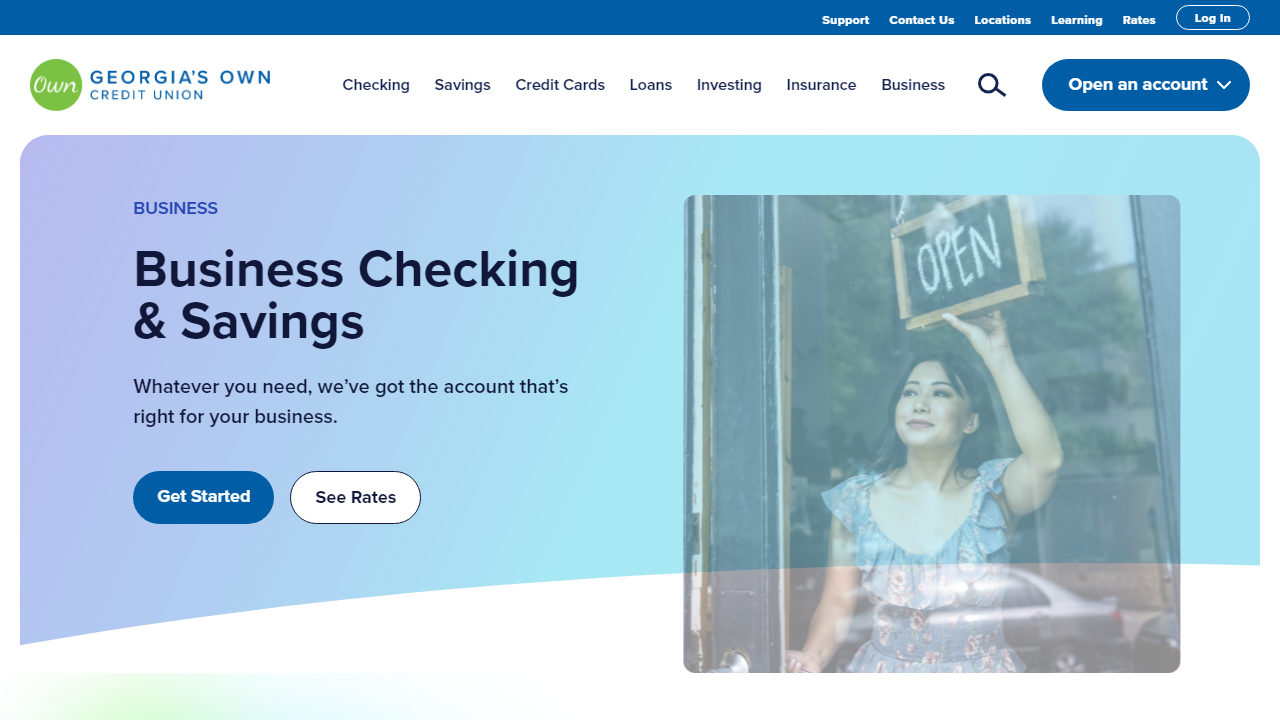 Support Contact Us Locations Learning Rates Log In
Own GEORGIA'S OWN
CREDIT UNION
Checking Savings Credit Cards Loans Investing Insurance Business
Open an account
BUSINESS
Business Checking
& Savings
Whatever you need, we’ve got the account that’s
right for your business.
Get Started See Rates
OPEN